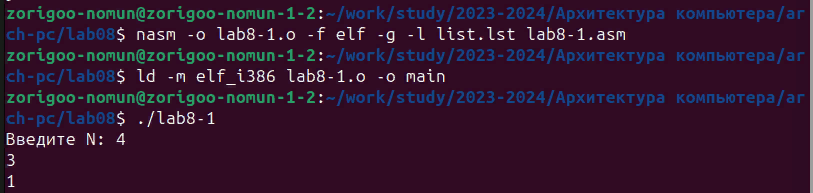 zorigoo-nomun@zorigoo-nomun-1-2:~/work/study/2023-2024/Архитектура компьютера/ar
ch-pc/lab08$ nasm -o lab8-1.o -f elf -g -l list.lst lab8-1.asm
zorigoo-nomun@zorigoo-nomun-1-2:~/work/study/2023-2024/Архитектура компьютера/ar
ch-pc/lab08$ ld -m elf_i386 lab8-1.o -o main
zorigoo-nomun@zorigoo-nomun-1-2:~/work/study/2023-2024/Архитектура компьютера/ar
ch-pc/lab08$ ./lab8-1
Введите N: 4
3
1